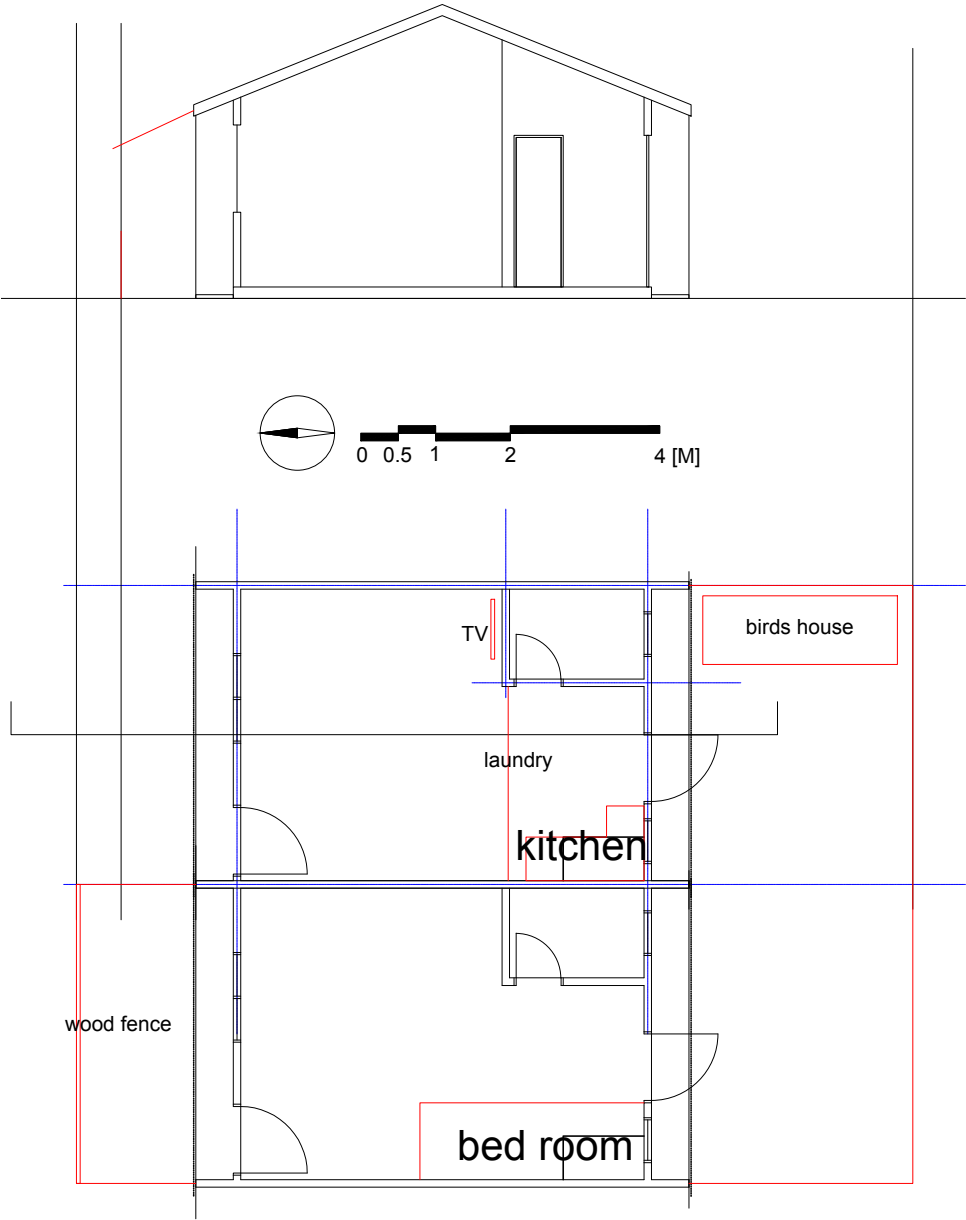 0 0.5 1 2 4 [M]
birds house
TV
laundry
kitchen
wood fence
bed room